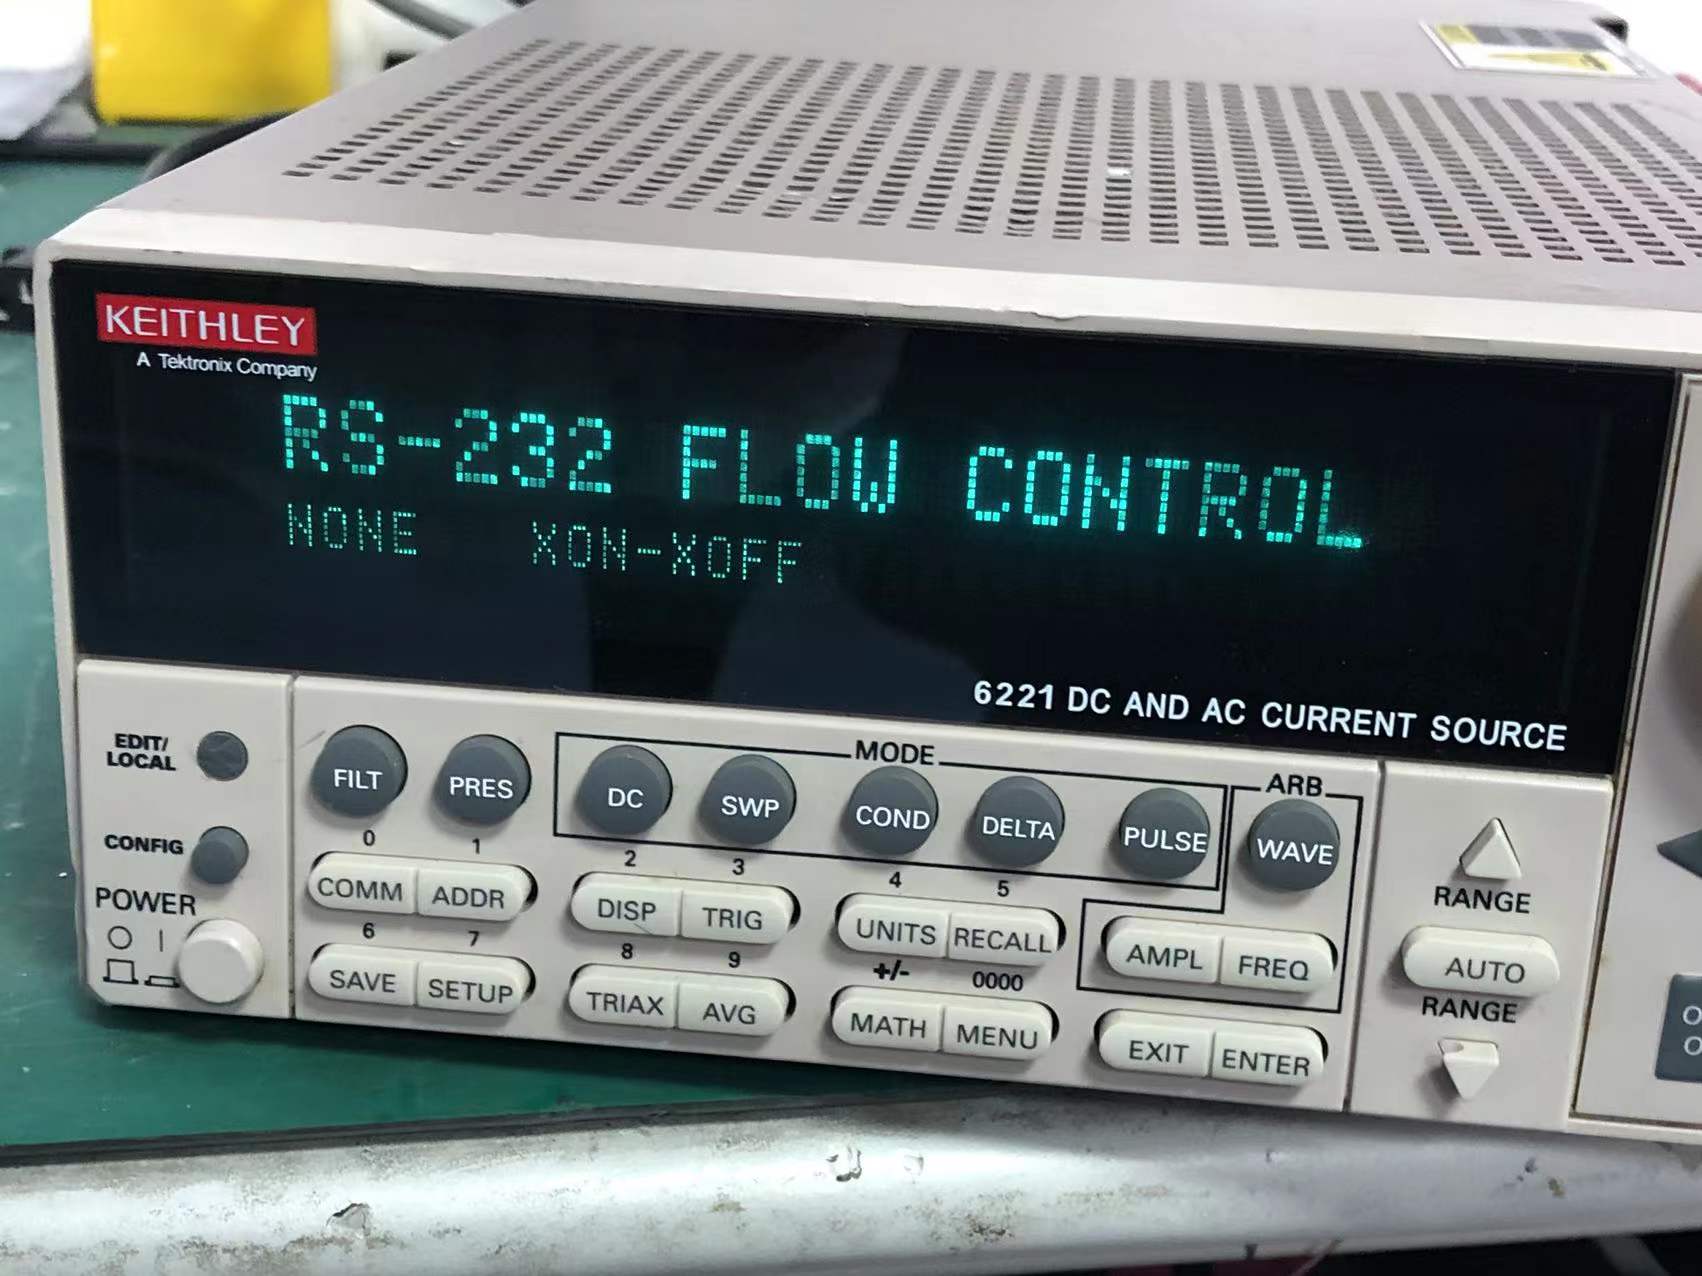 KEITHLEY
A Tektronix Company
RS-232 FLOW CONTROL
NONE XON-XOFF
6221 DC AND AC CURRENT SOURCE
EDIT/
LOCAL
CONFIG
POWER
FILT PRES
MODE
DC SWP COND DELTA PULSE
ARB
WAVE
0 1 2 3 4 5
COMM ADDR DISP TRIG UNITS RECALL AMPL FREQ
6 7 8 9 +/- 0000
SAVE SETUP TRIAX AVG MATH MENU EXIT ENTER
RANGE
AUTO
RANGE